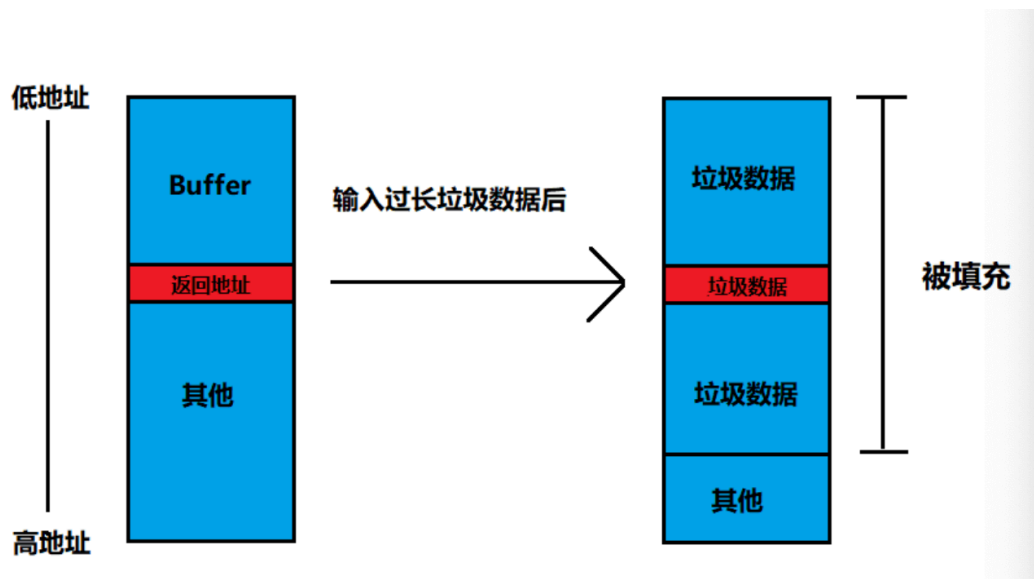 低地址
Buffer
返回地址
其他
高地址
输入过长垃圾数据后
垃圾数据
垃圾数据
垃圾数据
其他
被填充